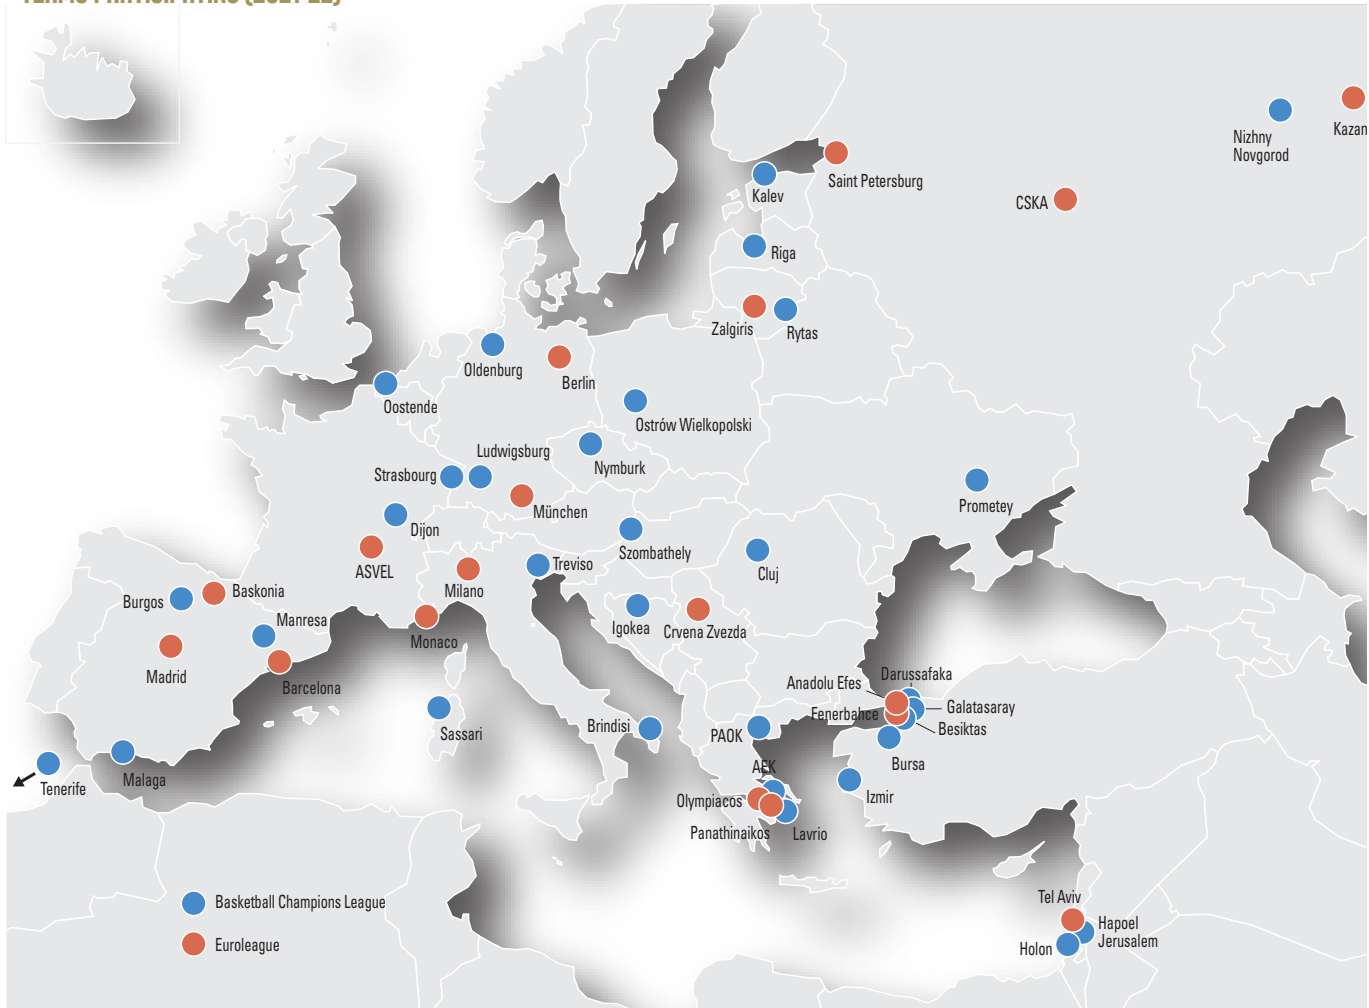 Nizhny
Novgorod
Kazan
Saint Petersburg
Kalev
CSKA
Riga
Zalgiris
Rytas
Oldenburg
Berlin
Oostende
Ostrów Wielkopolski
Ludwigsburg
Strasbourg
Nymburk
Prometey
München
Dijon
Szombathely
ASVEL
Cluj
Treviso
Milano
Baskonia
Burgos
Manresa
Igokea
Crvena Zvezda
Monaco
Madrid
Barcelona
Darussafaka
Anadolu Efes
Galatasaray
Fenerbahce
Besiktas
Sassari
Brindisi
PAOK
Bursa
AEK
Malaga
Tenerife
Izmir
Olympiacos
Panathinaikos
Lavrio
Tel Aviv
Basketball Champions League
Hapoel
Jerusalem
Holon
Euroleague